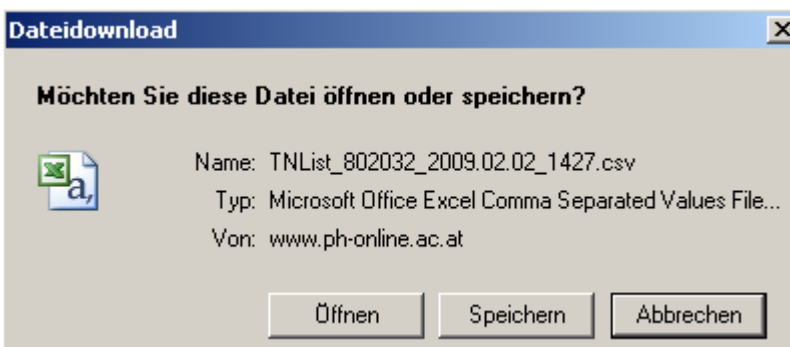 Dateidownload
Möchten Sie diese Datei öffnen oder speichern?
Name: TNList_802032_2009.02.02_1427.csv
Typ: Microsoft Office Excel Comma Separated Values File...
Von: www.ph-online.ac.at
Öffnen Speichern Abbrechen